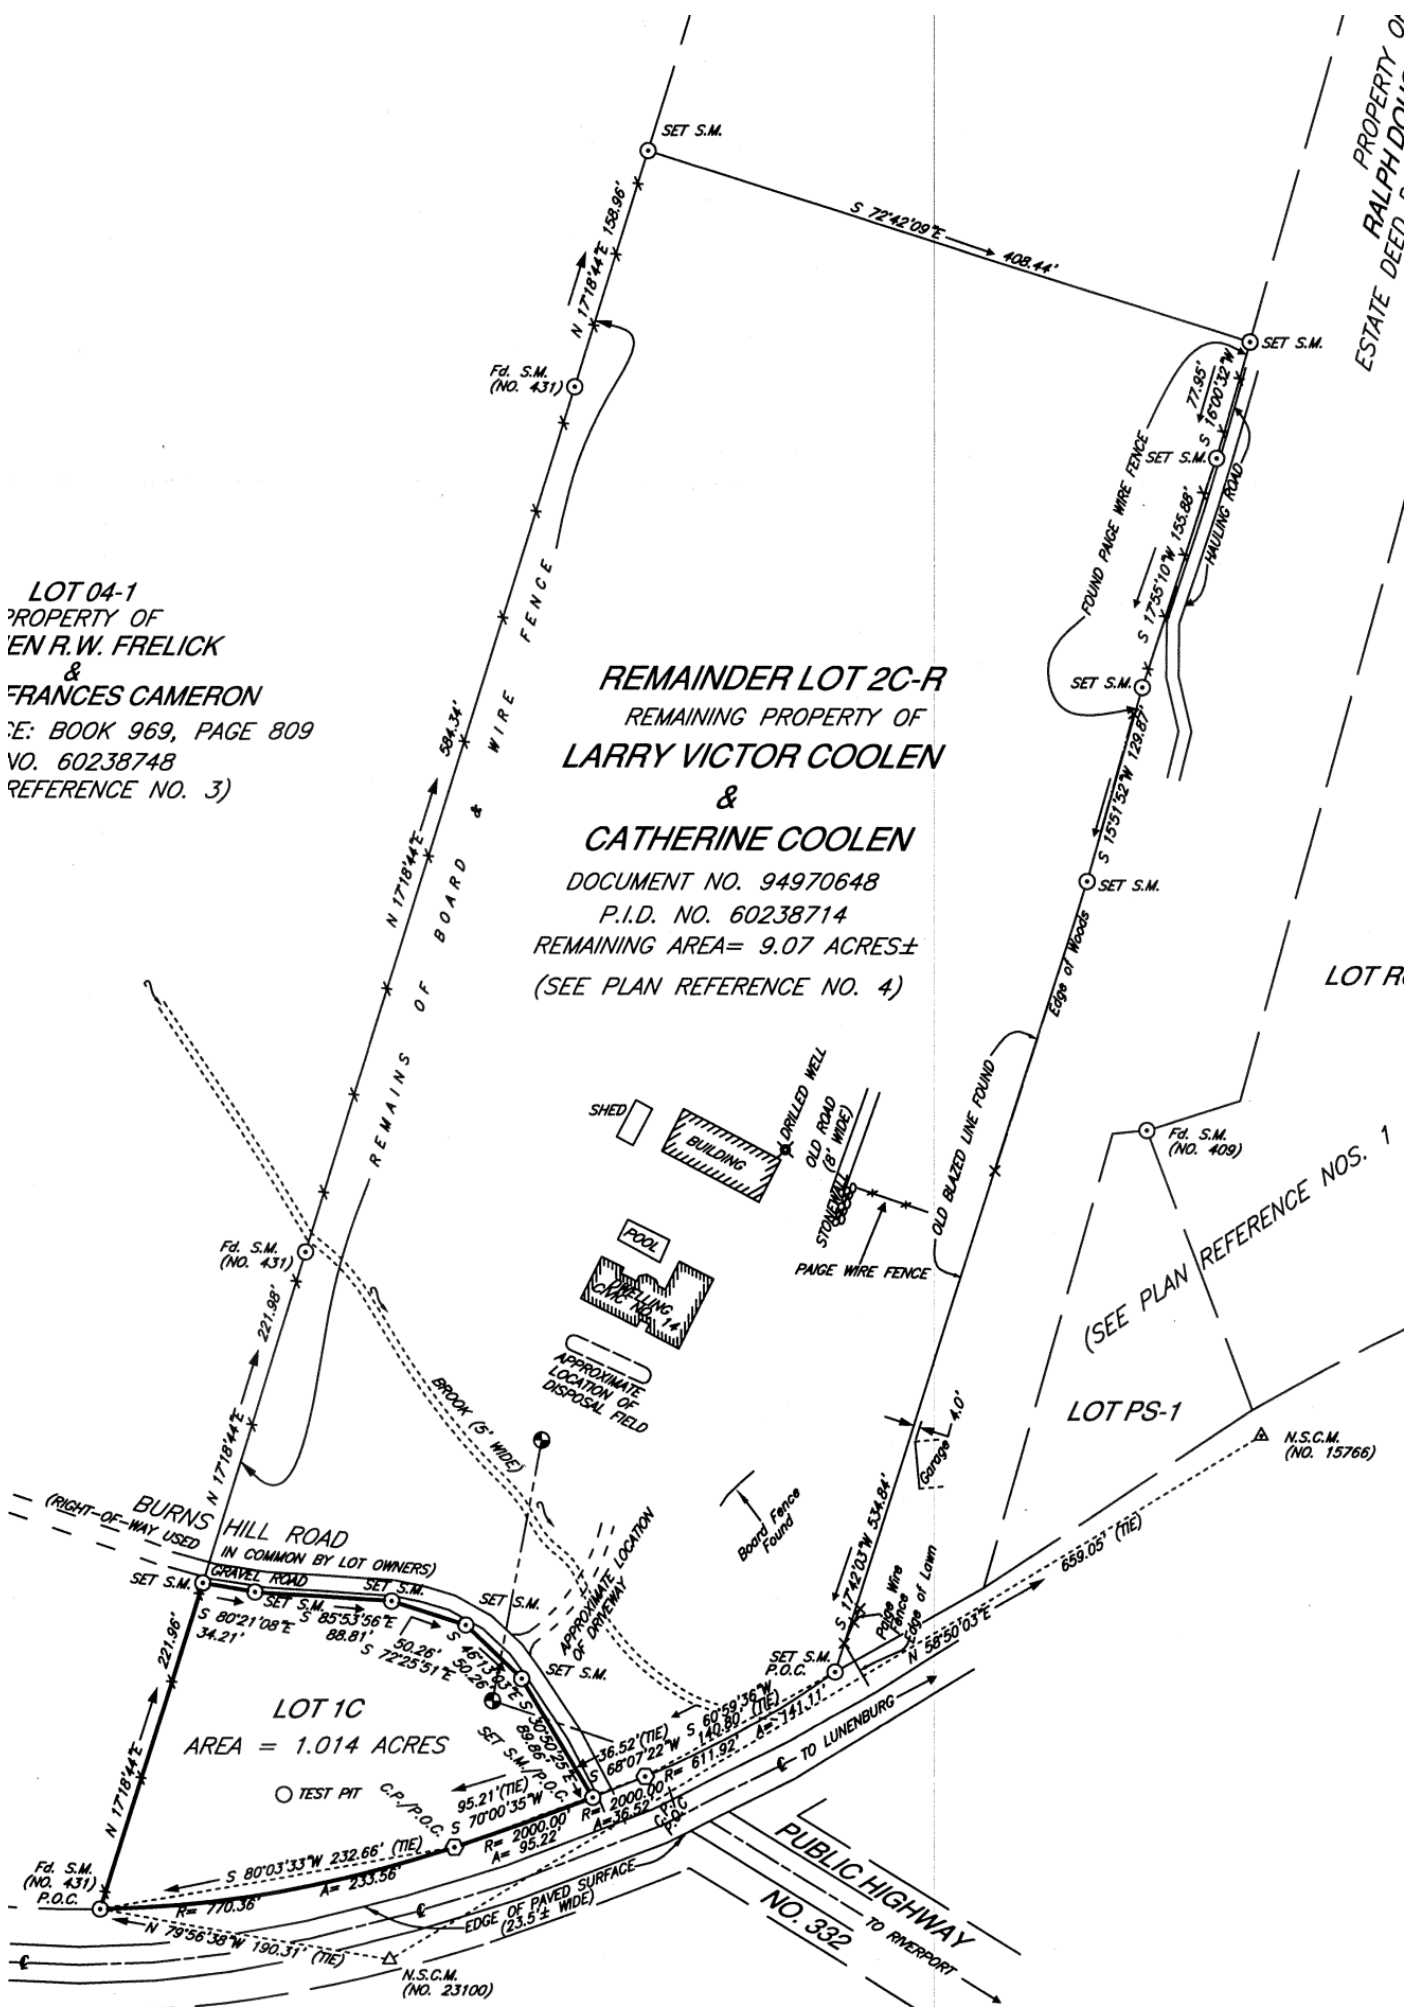 SET S.M.
PROPERTY
RALPH
ESTATE DEED
N 17°18'44"E 158.96'
S 72°42'09"E 408.44'
Fd. S.M.
(NO. 431)
SET S.M.
77.95'
S 16°00'32"W
SET S.M.
FOUND PAIGE WIRE FENCE
HAULING ROAD
S 17°55'10"W 155.88'
SET S.M.
S 15°51'52"W 129.87'
SET S.M.
LOT 04-1
PROPERTY OF
EN R.W. FRELICK
&
FRANCES CAMERON
CE: BOOK 969, PAGE 809
NO. 60238748
REFERENCE NO. 3)
REMAINDER LOT 2C-R
REMAINING PROPERTY OF
LARRY VICTOR COOLEN
&
CATHERINE COOLEN
DOCUMENT NO. 94970648
P.I.D. NO. 60238714
REMAINING AREA= 9.07 ACRES±
(SEE PLAN REFERENCE NO. 4)
N 17°18'44"E 584.34'
REMAINS OF BOARD & WIRE FENCE
Edge of Woods
LOT
OLD BLAZED LINE FOUND
SHED
BUILDING
DRILLED WELL
OLD ROAD
(8' WIDE)
STONEWALL
PAIGE WIRE FENCE
Fd. S.M.
(NO. 409)
(SEE PLAN REFERENCE NOS. 1
POOL
DWELLING
CIVIC NO. 14
APPROXIMATE
LOCATION OF
DISPOSAL FIELD
Fd. S.M.
(NO. 431)
N 17°18'44"E 221.98'
BROOK (5' WIDE)
4.0'
Garage
LOT PS-1
N.S.C.M.
(NO. 15766)
Board Fence
Found
S 17°42'03"W 534.84'
659.05' (TIE)
N 58°50'03"E
Paige Wire
Fence
Edge of Lawn
BURNS HILL ROAD
(RIGHT-OF-WAY USED
IN COMMON BY LOT OWNERS)
GRAVEL ROAD
APPROXIMATE LOCATION
OF DRIVEWAY
SET S.M.
SET S.M.
SET S.M.
SET S.M.
SET S.M.
S 80°21'08"E
34.21'
S 85°53'56"E
88.81'
50.26'
S 72°25'51"E
S 46°13'03"E
50.26
S 30°50'25"E
89.86'
SET S.M./P.O.C.
SET S.M.
P.O.C.
N 17°18'44"E 221.96'
LOT 1C
AREA = 1.014 ACRES
TEST PIT
C.P./P.O.C.
95.21'(TIE)
S 70°00'35"W
R= 2000.00'
A= 95.22'
36.52'(TIE)
S 68°07'22"W
R= 2000.00'
A=36.52'
C.P.
P.O.C
S 60°59'36"W
140.80' (TIE)
R= 611.92'
A= 141.11'
TO LUNENBURG
S 80°03'33"W 232.66' (TIE)
A= 233.56'
R= 770.36'
Fd. S.M.
(NO. 431)
P.O.C.
N 79°56'38"W 190.31' (TIE)
EDGE OF PAVED SURFACE
(23.5'± WIDE)
N.S.C.M.
(NO. 23100)
PUBLIC HIGHWAY
NO. 332
TO RIVERPORT